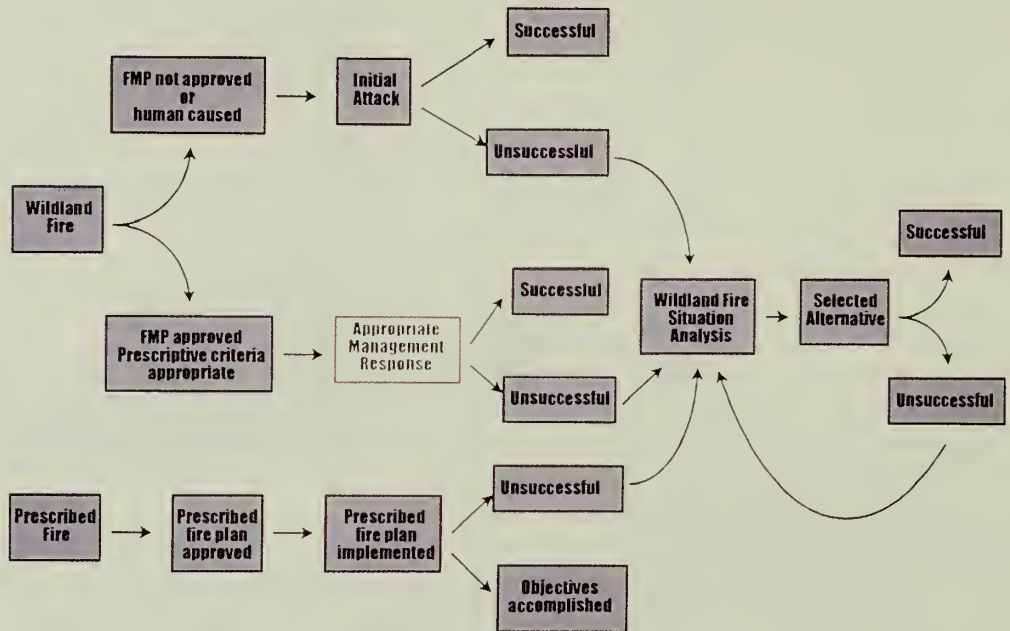 Successful
FMP not approved
or
human caused
Initial
Attack
Unsuccessful
Wildland
Fire
Successful
FMP approved
Prescriptive criteria
appropriate
Appropriate
Management
Response
Successful
Unsuccessful
Wildland Fire
Situation
Analysis
Selected
Alternative
Unsuccessful
Prescribed
Fire
Prescribed
fire plan
approved
Prescribed
fire plan
implemented
Unsuccessful
Objectives
accomplished